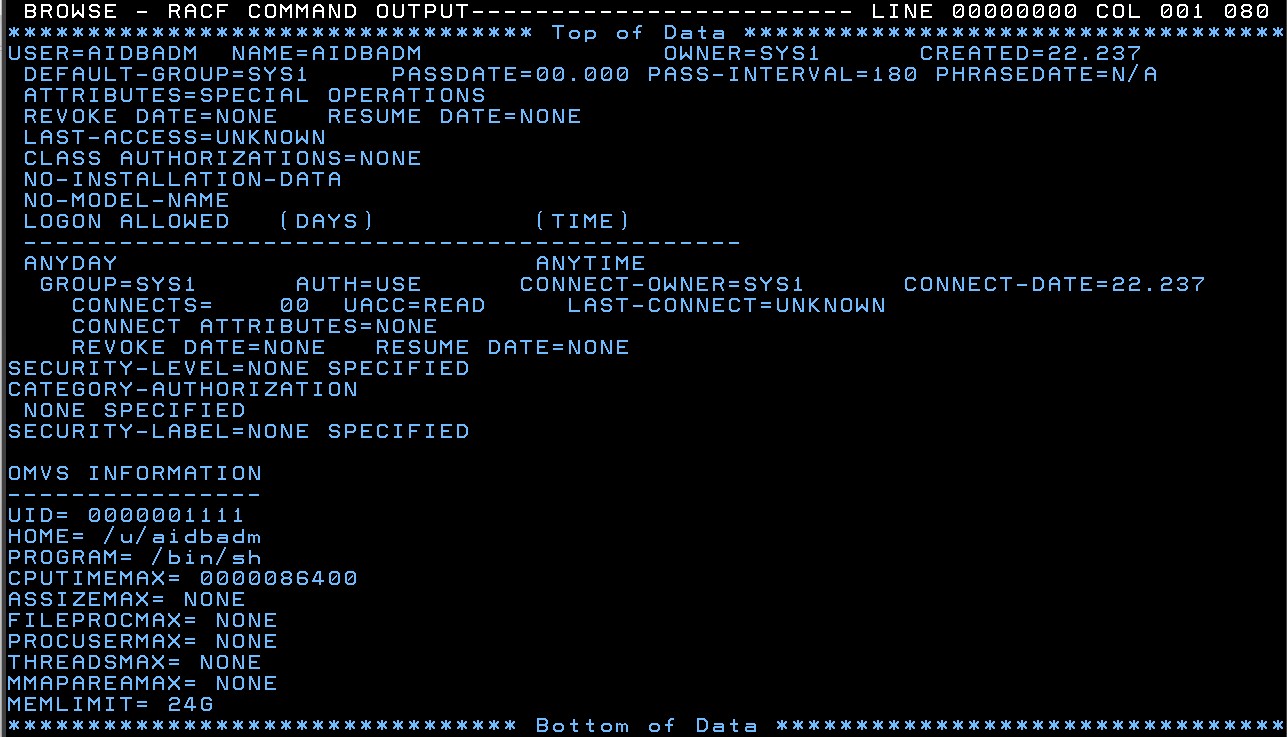 BROWSE - RACF COMMAND OUTPUT------------------------ LINE 00000000 COL 001 080
********************************* Top of Data **********************************
USER=AIDBADM  NAME=AIDBADM               OWNER=SYS1      CREATED=22.237
 DEFAULT-GROUP=SYS1     PASSDATE=00.000 PASS-INTERVAL=180 PHRASEDATE=N/A
 ATTRIBUTES=SPECIAL OPERATIONS
 REVOKE DATE=NONE   RESUME DATE=NONE
 LAST-ACCESS=UNKNOWN
 CLASS AUTHORIZATIONS=NONE
 NO-INSTALLATION-DATA
 NO-MODEL-NAME
 LOGON ALLOWED   (DAYS)          (TIME)
 ---------------------------------------------
 ANYDAY                          ANYTIME
  GROUP=SYS1      AUTH=USE      CONNECT-OWNER=SYS1      CONNECT-DATE=22.237
    CONNECTS=    00  UACC=READ     LAST-CONNECT=UNKNOWN
    CONNECT ATTRIBUTES=NONE
    REVOKE DATE=NONE   RESUME DATE=NONE
SECURITY-LEVEL=NONE SPECIFIED
CATEGORY-AUTHORIZATION
 NONE SPECIFIED
SECURITY-LABEL=NONE SPECIFIED

OMVS INFORMATION
----------------
UID= 0000001111
HOME= /u/aidbadm
PROGRAM= /bin/sh
CPUTIMEMAX= 0000086400
ASSIZEMAX= NONE
FILEPROCMAX= NONE
PROCUSERMAX= NONE
THREADSMAX= NONE
MMAPAREAMAX= NONE
MEMLIMIT= 24G
******************************** Bottom of Data ********************************